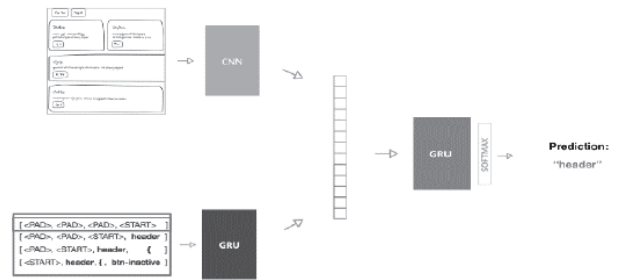 CNN
GRU
SOFTMAX
Prediction:
"header"
[ <PAD>, <PAD>, <PAD>, <START> ]
[ <PAD>, <PAD>, <START>, header ]
[ <PAD>, <START>, header, { ]
[ <START>, header, { , btn-inactive ]
GRU